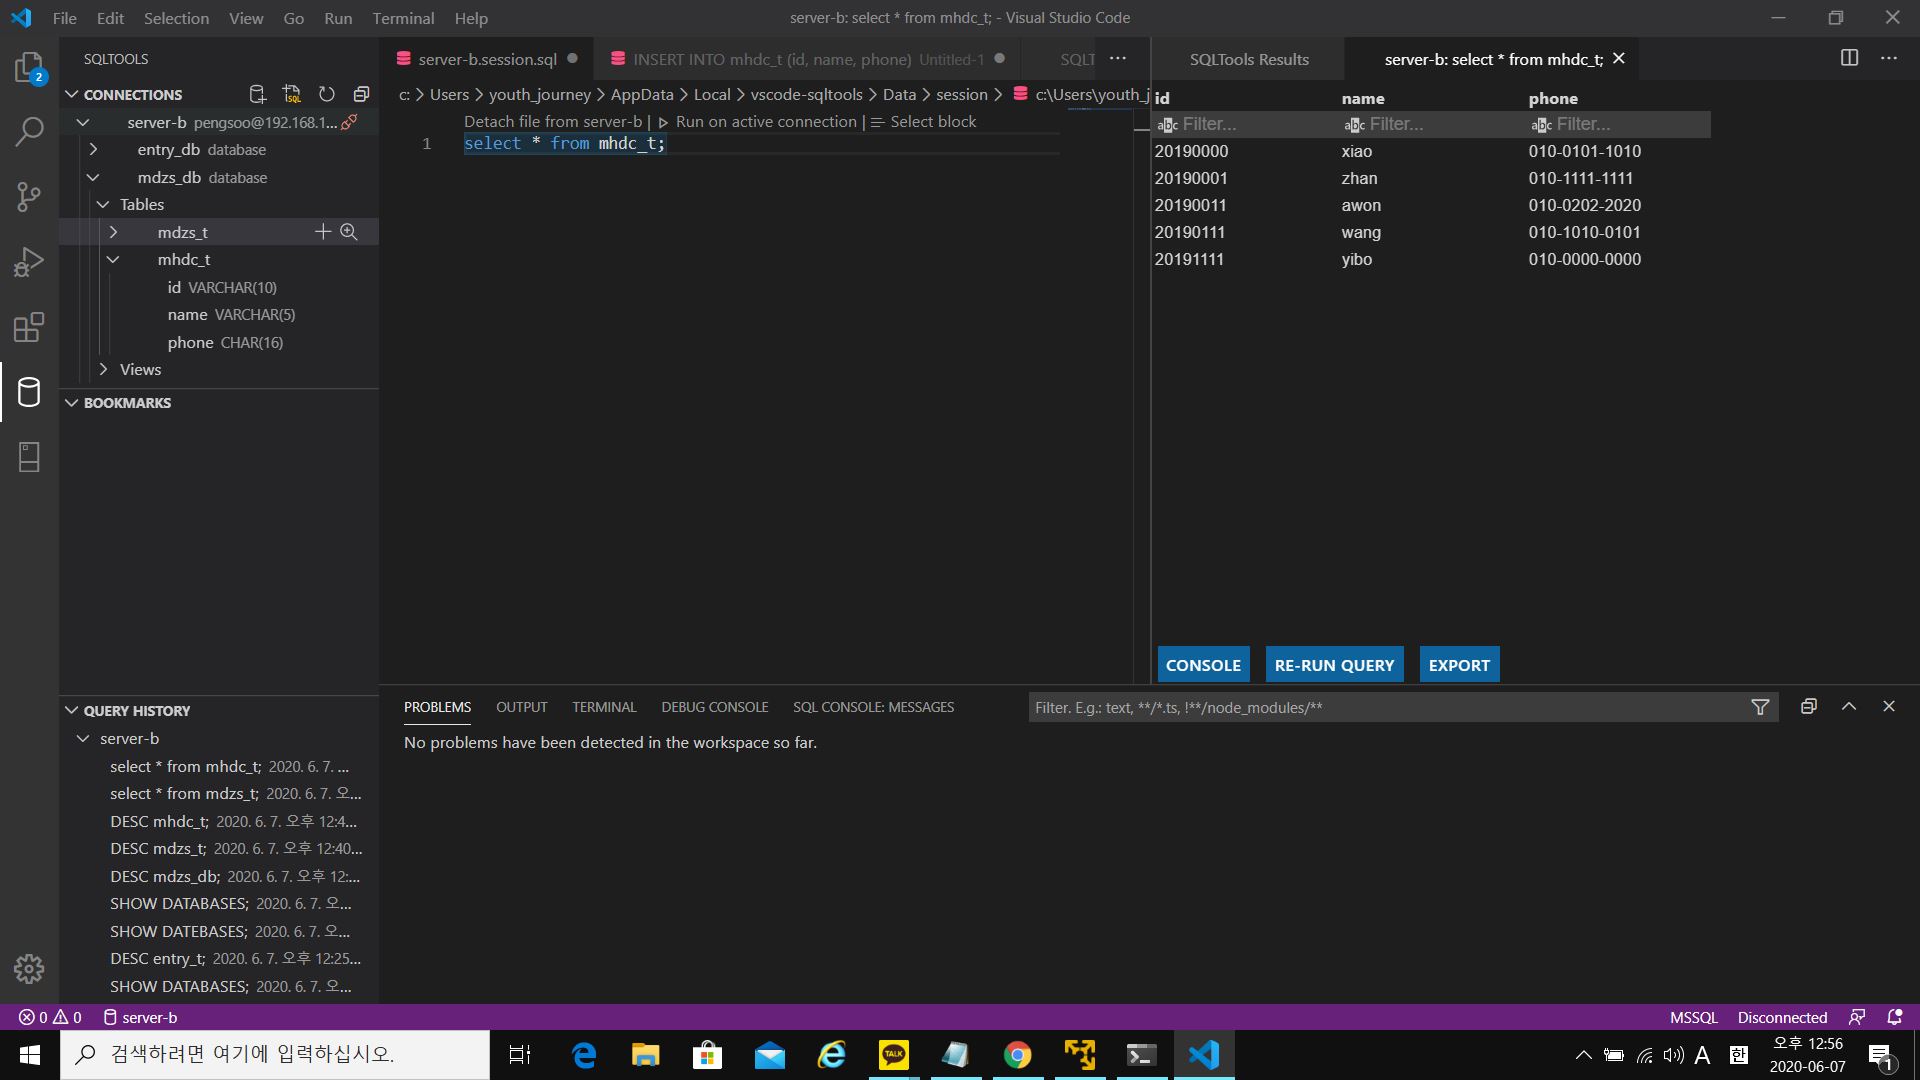 File Edit Selection View Go Run Terminal Help
server-b: select * from mhdc_t; - Visual Studio Code
2
SQLTOOLS
CONNECTIONS
server-b pengsoo@192.168.1...
entry_db database
mdzs_db database
Tables
mdzs_t
mhdc_t
id VARCHAR(10)
name VARCHAR(5)
phone CHAR(16)
Views
BOOKMARKS
QUERY HISTORY
server-b
select * from mhdc_t; 2020. 6. 7. ...
select * from mdzs_t; 2020. 6. 7. 오...
DESC mhdc_t; 2020. 6. 7. 오후 12:4...
DESC mdzs_t; 2020. 6. 7. 오후 12:40...
DESC mdzs_db; 2020. 6. 7. 오후 12:...
SHOW DATABASES; 2020. 6. 7. 오...
SHOW DATEBASES; 2020. 6. 7. 오...
DESC entry_t; 2020. 6. 7. 오후 12:25...
SHOW DATABASES; 2020. 6. 7. 오...
server-b.session.sql
INSERT INTO mhdc_t (id, name, phone) Untitled-1
SQLT
c: > Users > youth_journey > AppData > Local > vscode-sqltools > Data > session > c:\Users\youth_j
Detach file from server-b | Run on active connection | Select block
1 select * from mhdc_t;
SQLTools Results
server-b: select * from mhdc_t;
id name phone
abc Filter... abc Filter... abc Filter...
20190000 xiao 010-0101-1010
20190001 zhan 010-1111-1111
20190011 awon 010-0202-2020
20190111 wang 010-1010-0101
20191111 yibo 010-0000-0000
CONSOLE RE-RUN QUERY EXPORT
PROBLEMS OUTPUT TERMINAL DEBUG CONSOLE SQL CONSOLE: MESSAGES
Filter. E.g.: text, **/*.ts, !**/node_modules/**
No problems have been detected in the workspace so far.
0 0 server-b
MSSQL Disconnected
검색하려면 여기에 입력하십시오.
TALK
A 한
오후 12:56
2020-06-07
1